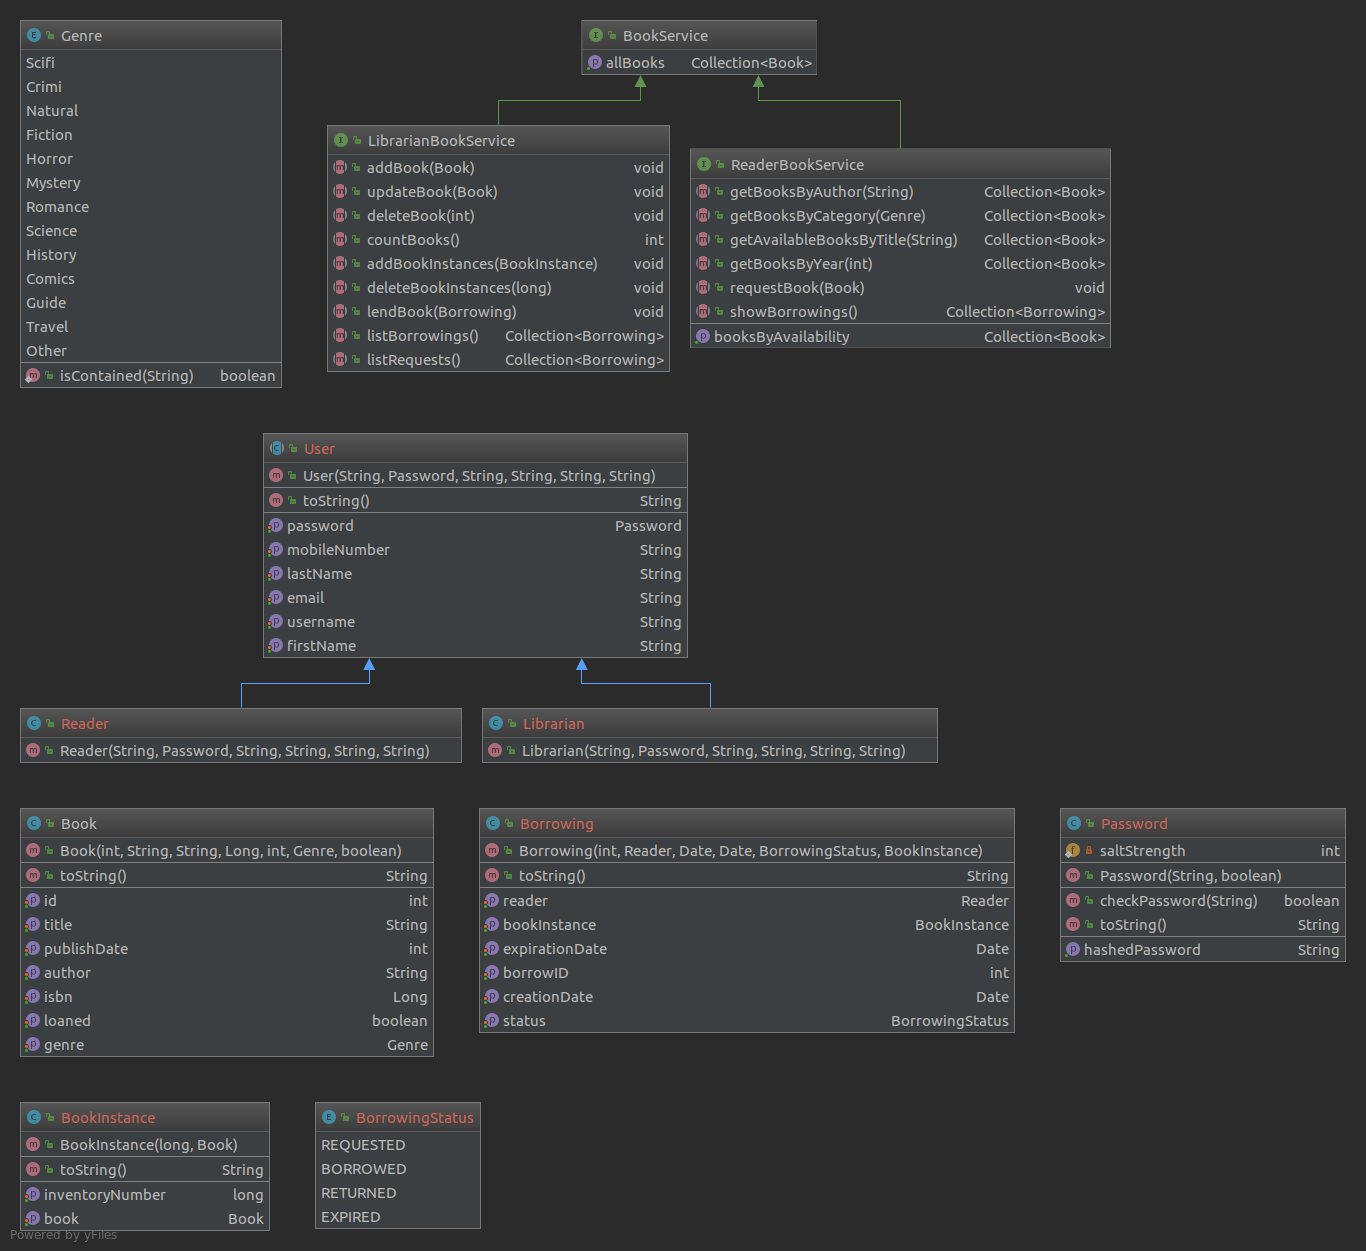 Genre
Scifi
Crimi
Natural
Fiction
Horror
Mystery
Romance
Science
History
Comics
Guide
Travel
Other
isContained(String) boolean
BookService
allBooks Collection<Book>
LibrarianBookService
addBook(Book) void
updateBook(Book) void
deleteBook(int) void
countBooks() int
addBookInstances(BookInstance) void
deleteBookInstances(long) void
lendBook(Borrowing) void
listBorrowings() Collection<Borrowing>
listRequests() Collection<Borrowing>
ReaderBookService
getBooksByAuthor(String) Collection<Book>
getBooksByCategory(Genre) Collection<Book>
getAvailableBooksByTitle(String) Collection<Book>
getBooksByYear(int) Collection<Book>
requestBook(Book) void
showBorrowings() Collection<Borrowing>
booksByAvailability Collection<Book>
User
User(String, Password, String, String, String, String)
toString() String
password Password
mobileNumber String
lastName String
email String
username String
firstName String
Reader
Reader(String, Password, String, String, String, String)
Librarian
Librarian(String, Password, String, String, String, String)
Book
Book(int, String, String, Long, int, Genre, boolean)
toString() String
id int
title String
publishDate int
author String
isbn Long
loaned boolean
genre Genre
Borrowing
Borrowing(int, Reader, Date, Date, BorrowingStatus, BookInstance)
toString() String
reader Reader
bookInstance BookInstance
expirationDate Date
borrowID int
creationDate Date
status BorrowingStatus
Password
saltStrength int
Password(String, boolean)
checkPassword(String) boolean
toString() String
hashedPassword String
BookInstance
BookInstance(long, Book)
toString() String
inventoryNumber long
book Book
BorrowingStatus
REQUESTED
BORROWED
RETURNED
EXPIRED
Powered by yFiles